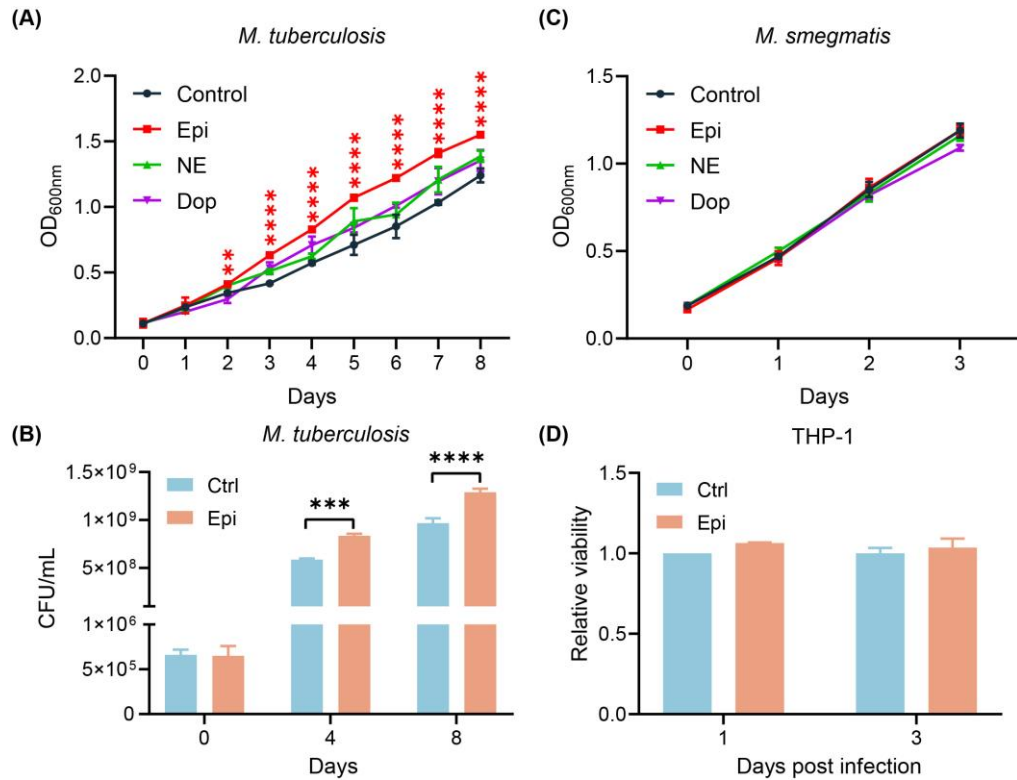 (A)
M. tuberculosis
2.0
1.5
1.0
0.5
0.0
OD600nm
Control
Epi
NE
Dop
**
****
****
****
****
****
****
0 1 2 3 4 5 6 7 8
Days
(C)
M. smegmatis
1.5
1.0
0.5
0.0
OD600nm
Control
Epi
NE
Dop
0 1 2 3
Days
(B)
M. tuberculosis
1.5×10⁹
1×10⁹
5×10⁸
1×10⁶
5×10⁵
0
CFU/mL
Ctrl
Epi
***
****
0 4 8
Days
(D)
THP-1
1.5
1.0
0.5
0.0
Relative viability
Ctrl
Epi
1 3
Days post infection